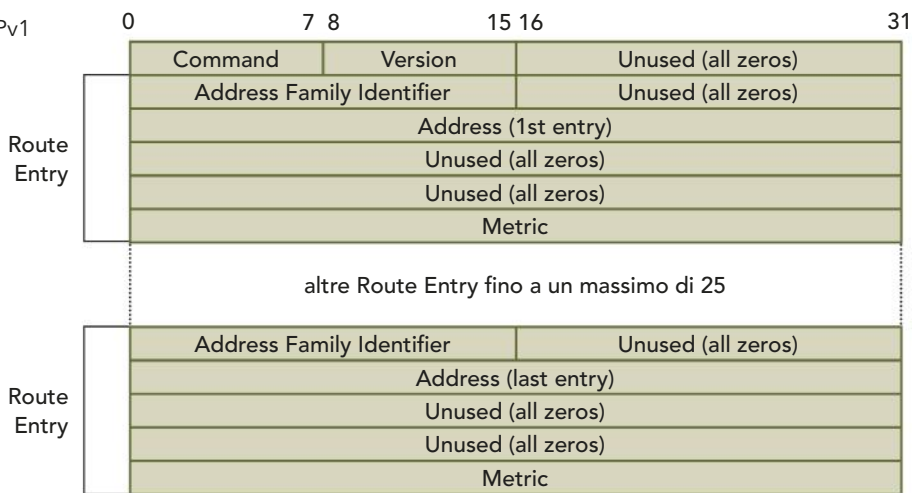 Pv1
0 7 8 15 16 31
Command Version Unused (all zeros)
Address Family Identifier Unused (all zeros)
Address (1st entry)
Route
Entry
Unused (all zeros)
Unused (all zeros)
Metric
altre Route Entry fino a un massimo di 25
Address Family Identifier Unused (all zeros)
Address (last entry)
Route
Entry
Unused (all zeros)
Unused (all zeros)
Metric